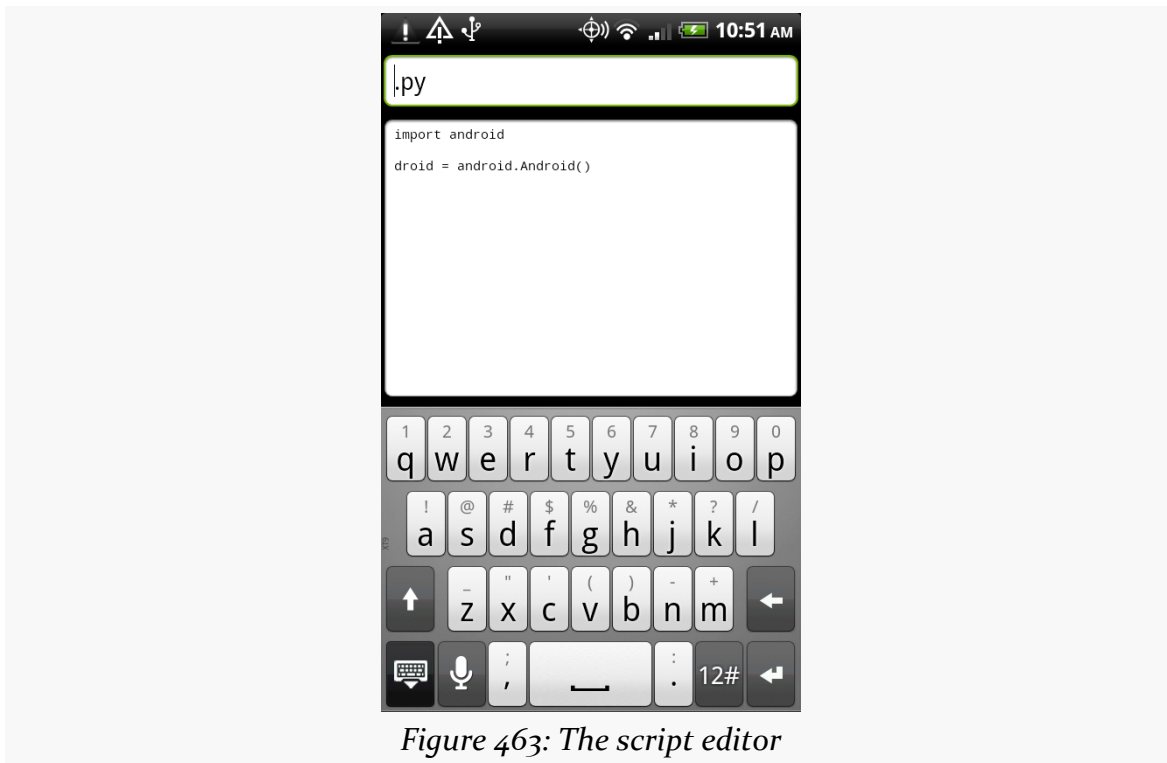 10:51 AM
.py
import android
droid = android.Android()
1 2 3 4 5 6 7 8 9 0
q w e r t y u i o p
! @ # $ % & * ? /
a s d f g h j k l
_ " ' ( ) - +
z x c v b n m
XT9
; :
, . 12#
Figure 463: The script editor